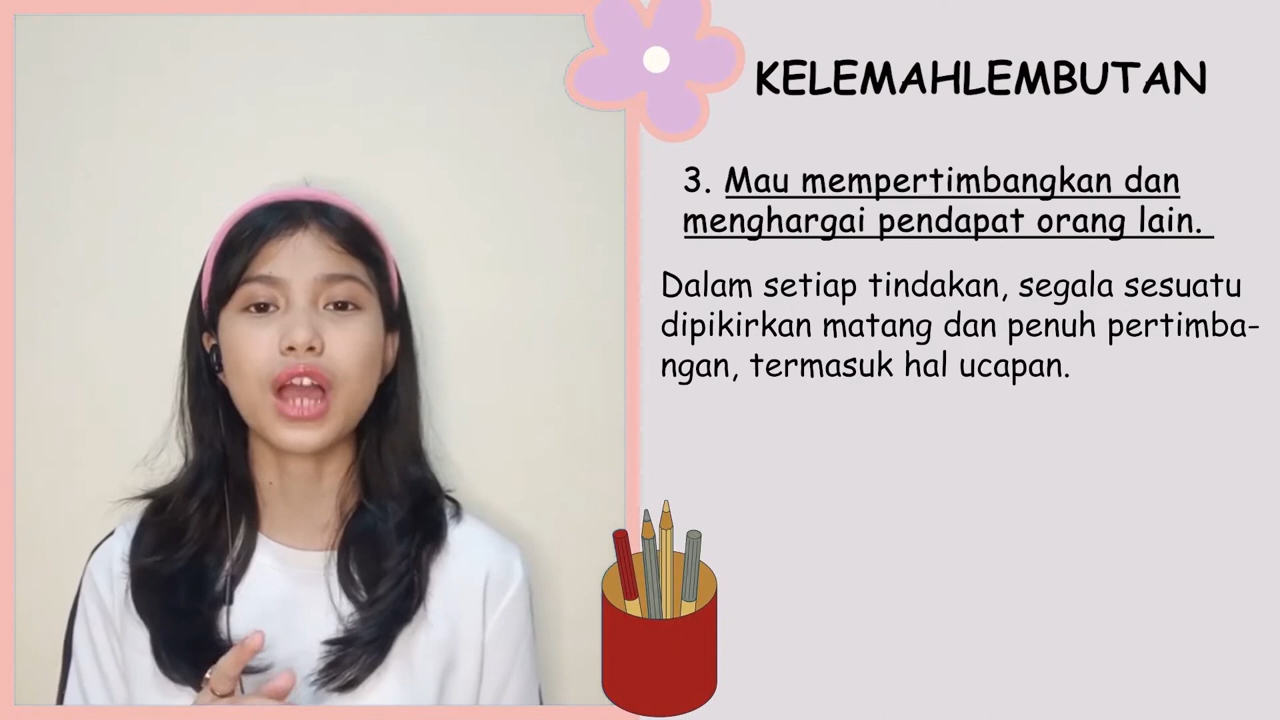 KELEMAHLEMBUTAN
3. Mau mempertimbangkan dan
menghargai pendapat orang lain.
Dalam setiap tindakan, segala sesuatu
dipikirkan matang dan penuh pertimba-
ngan, termasuk hal ucapan.